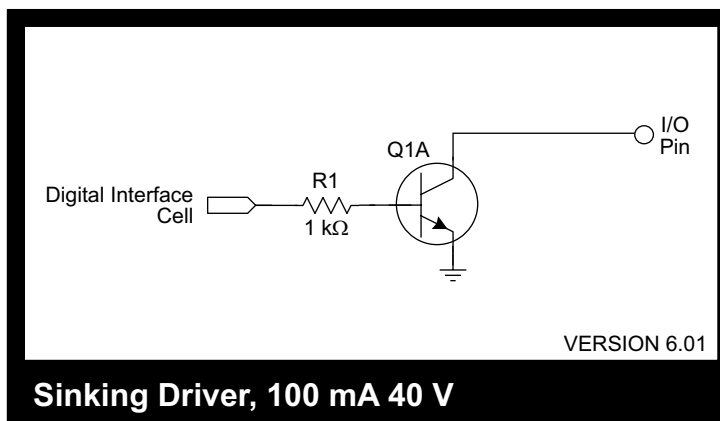 I/O
Pin
Q1A
Digital Interface
Cell
R1
1 kΩ
VERSION 6.01
Sinking Driver, 100 mA 40 V